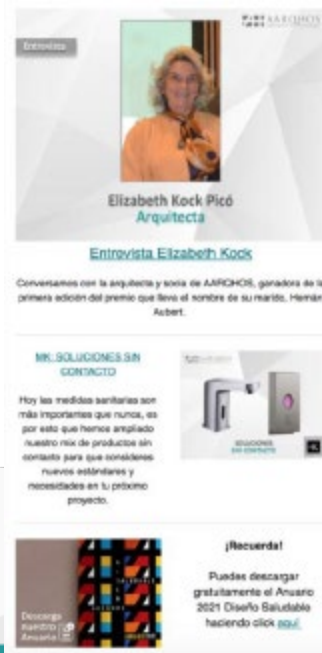 AARQHOS
Entrevista
Elizabeth Kock Picó
Arquitecta
Entrevista Elizabeth Kock
Conversamos con la arquitecta y socia de AARQHOS, ganadora de la
primera edición del premio que lleva el nombre de su marido, Hernán
Aubert.
MK: SOLUCIONES SIN
CONTACTO
Hoy las medidas sanitarias son
más importantes que nunca, es
por esto que hemos ampliado
nuestro mix de productos sin
contacto para que consideres
nuevos estándares y
necesidades en tu próximo
proyecto.
SOLUCIONES
SIN CONTACTO
¡Recuerda!
Puedes descargar
gratuitamente el Anuario
2021 Diseño Saludable
haciendo click aquí
Descarga
nuestro
Anuario
SALUDABLE